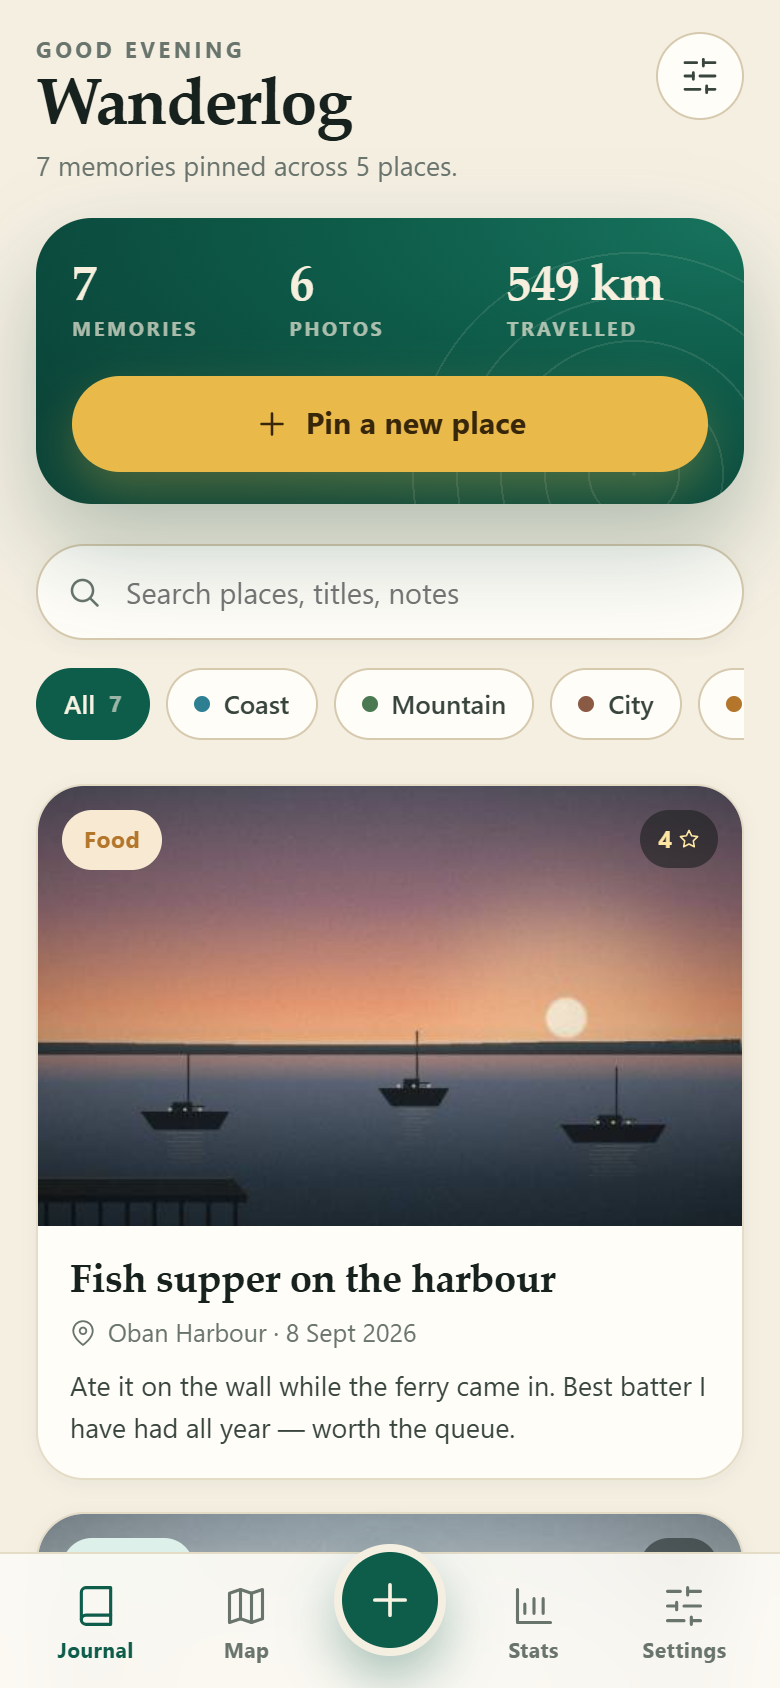 GOOD EVENING
Wanderlog
7 memories pinned across 5 places.
7
MEMORIES
6
PHOTOS
549 km
TRAVELLED
Pin a new place
Search places, titles, notes
All 7
Coast
Mountain
City
Food
4
Fish supper on the harbour
Oban Harbour · 8 Sept 2026
Ate it on the wall while the ferry came in. Best batter I
have had all year — worth the queue.
Journal
Map
Stats
Settings